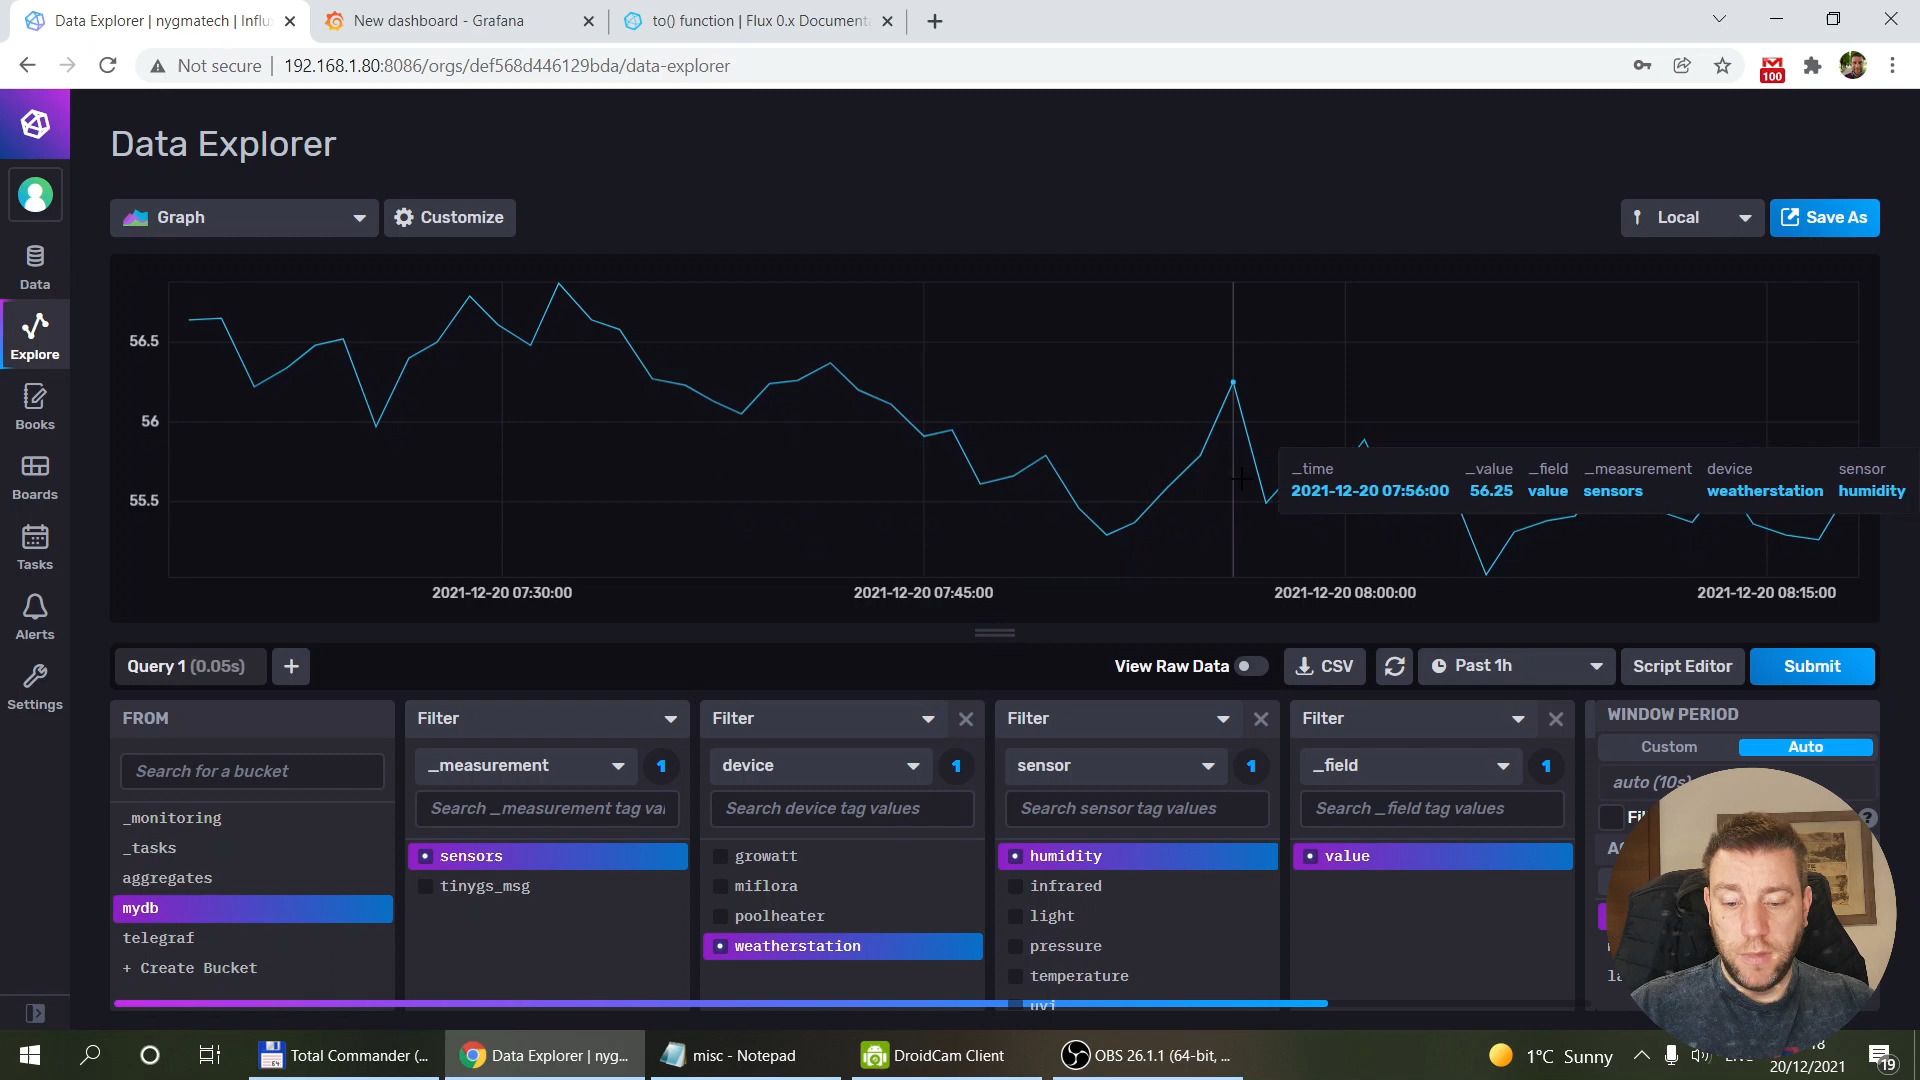 Data Explorer | nygmatech | Influ
New dashboard - Grafana
to() function | Flux 0.x Documenta
Not secure
192.168.1.80:8086/orgs/def568d446129bda/data-explorer
100
Data Explorer
Graph
Customize
Local
Save As
Data
Explore
Books
Boards
Tasks
Alerts
Settings
56.5
56
55.5
_time _value _field _measurement device sensor
2021-12-20 07:56:00 56.25 value sensors weatherstation humidity
2021-12-20 07:30:00
2021-12-20 07:45:00
2021-12-20 08:00:00
2021-12-20 08:15:00
Query 1 (0.05s)
View Raw Data
CSV
Past 1h
Script Editor
Submit
FROM
Search for a bucket
_monitoring
_tasks
aggregates
mydb
telegraf
+ Create Bucket
Filter
_measurement
1
Search _measurement tag val
sensors
tinygs_msg
Filter
device
1
Search device tag values
growatt
miflora
poolheater
weatherstation
Filter
sensor
1
Search sensor tag values
humidity
infrared
light
pressure
temperature
uvi
Filter
_field
1
Search _field tag values
value
WINDOW PERIOD
Custom
Auto
auto (10s)
?
Total Commander (...
Data Explorer | nyg...
misc - Notepad
DroidCam Client
OBS 26.1.1 (64-bit, ...
1°C Sunny
20/12/2021
19